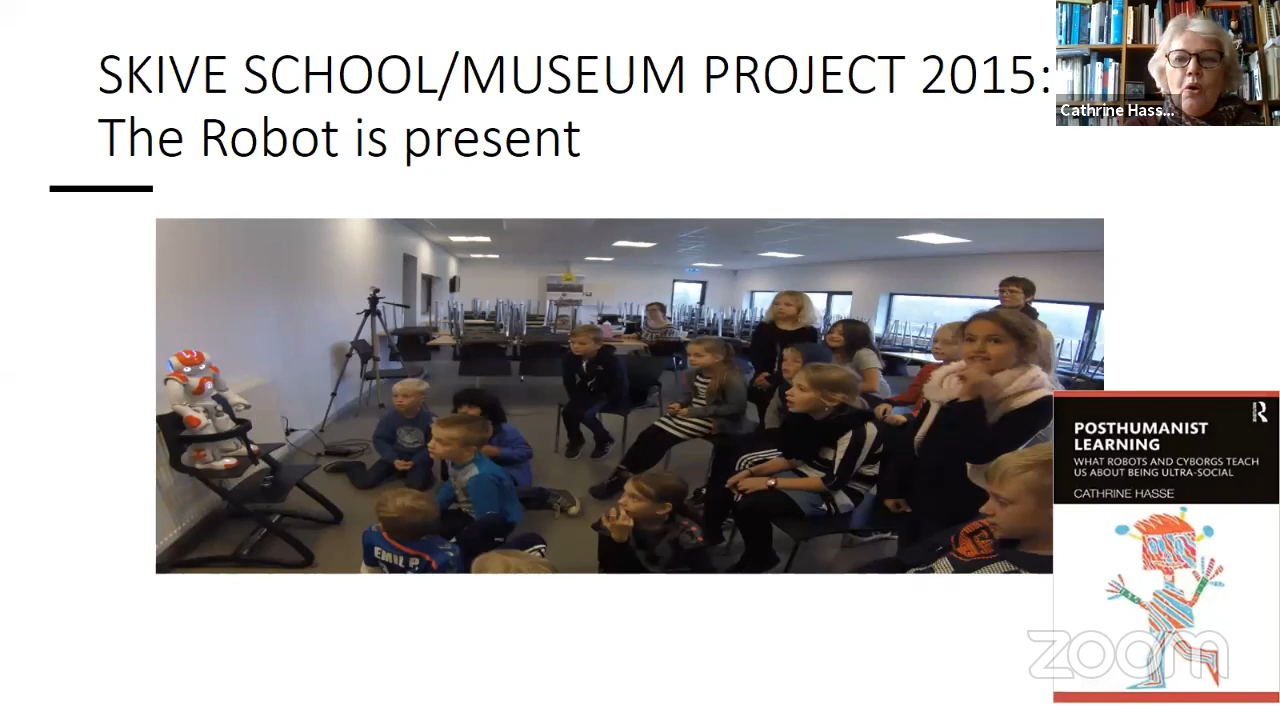 SKIVE SCHOOL/MUSEUM PROJECT 2015:
The Robot is present
Cathrine Hass...
EMIL P.
R
POSTHUMANIST
LEARNING
WHAT ROBOTS AND CYBORGS TEACH
US ABOUT BEING ULTRA-SOCIAL
CATHRINE HASSE
zoom